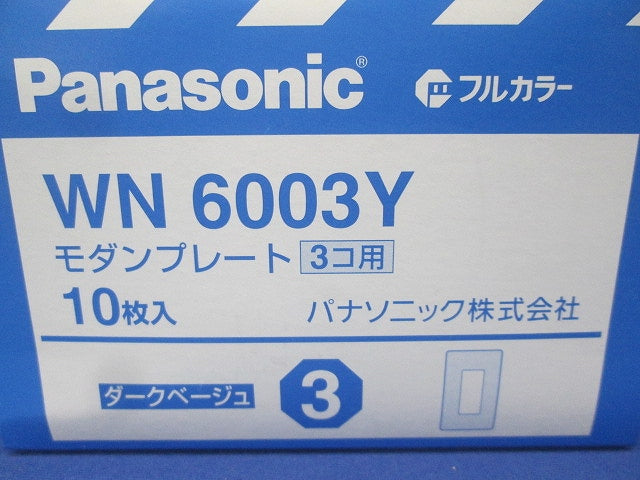 Panasonic® フルカラー
WN 6003Y
モダンプレート 3コ用
10枚入 パナソニック株式会社
ダークベージュ 3